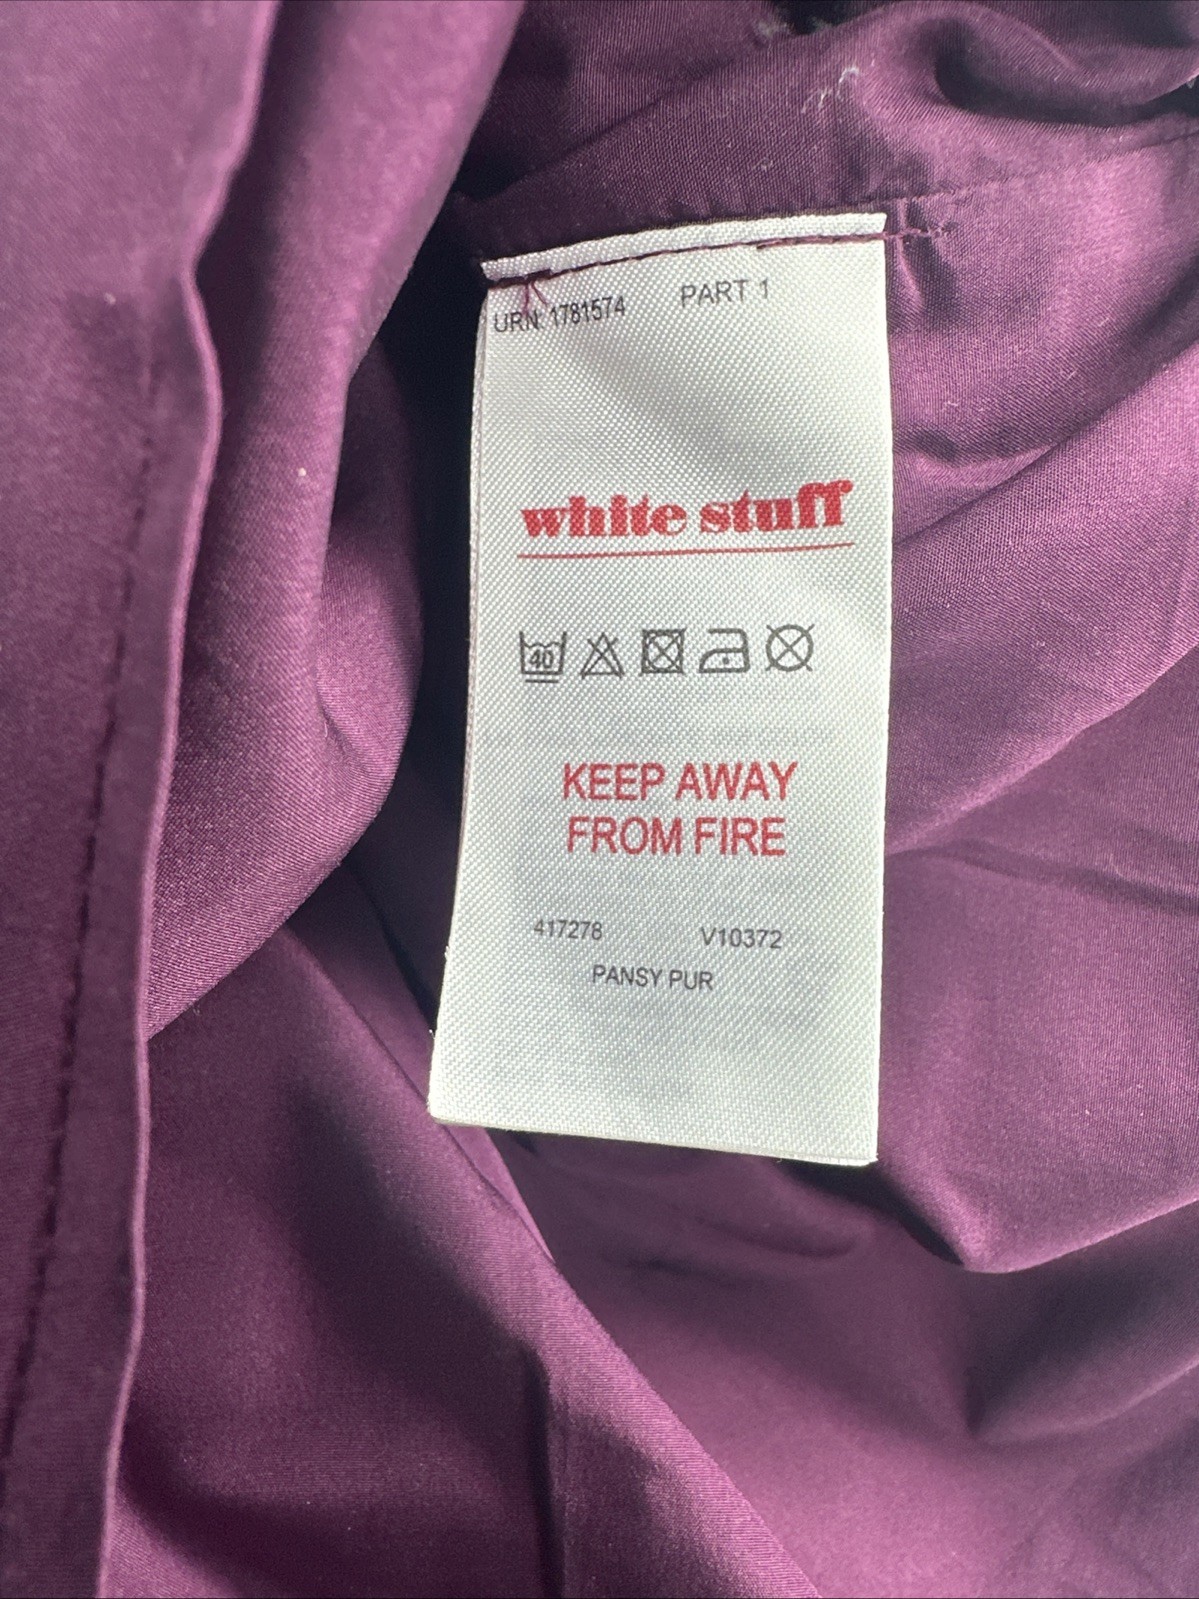 URN 1781574 PART 1
white stuff
40
KEEP AWAY
FROM FIRE
417278 V10372
PANSY PUR